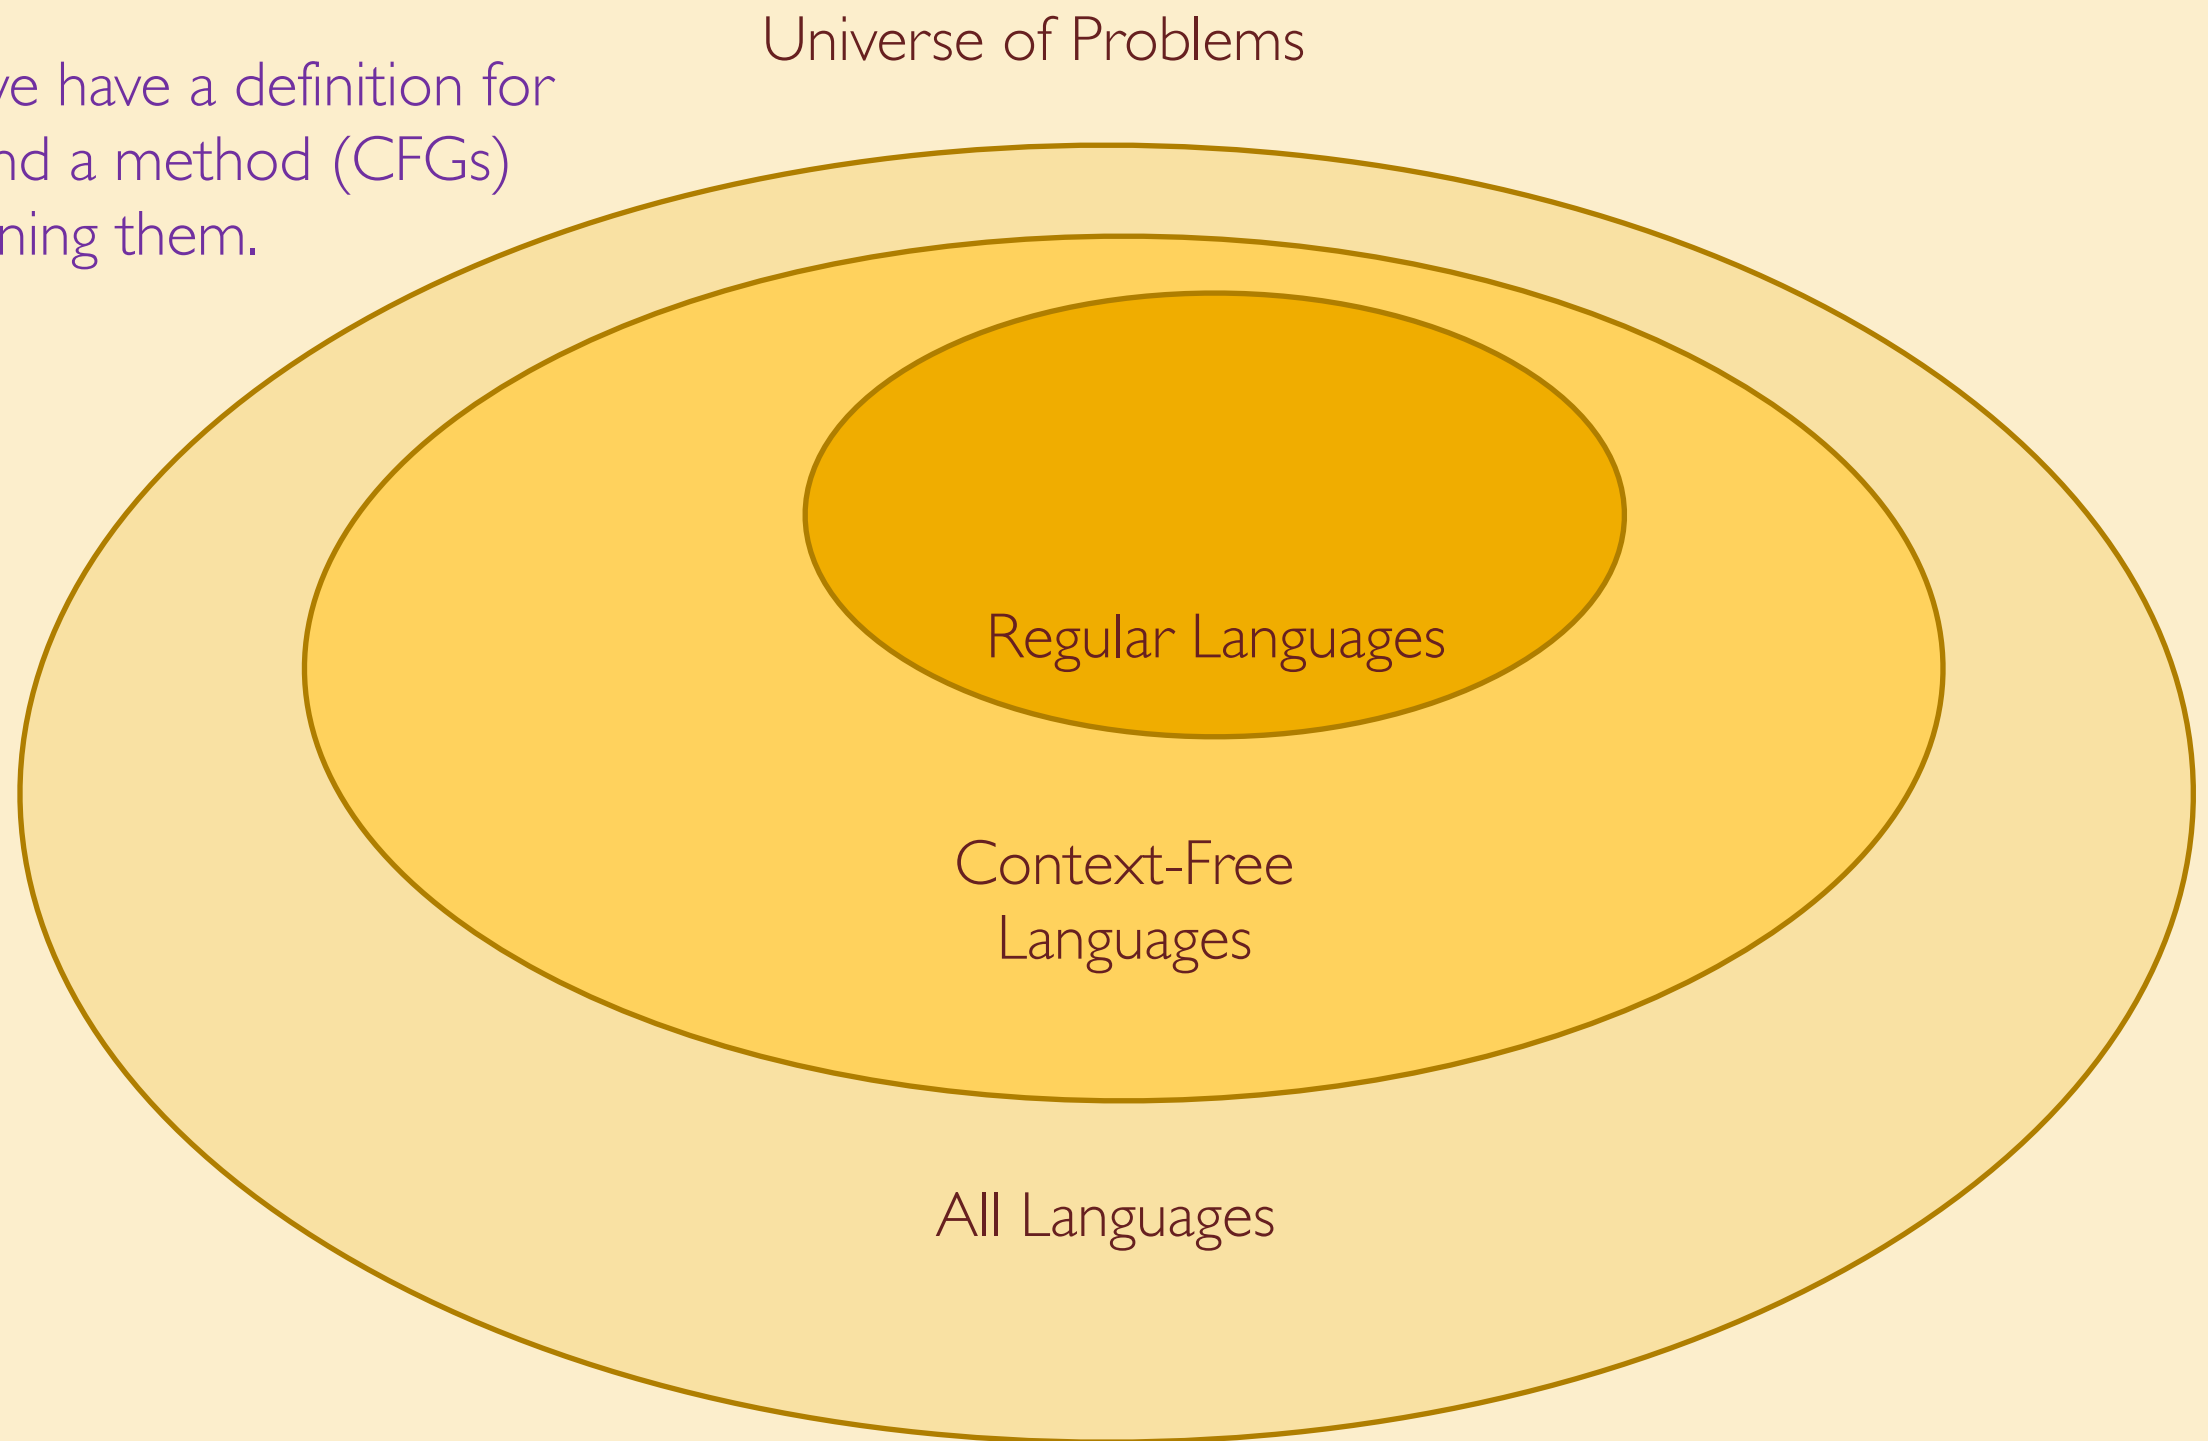 Universe of Problems
ve have a definition for
nd a method (CFGs)
ning them.
Regular Languages
Context-Free
Languages
All Languages